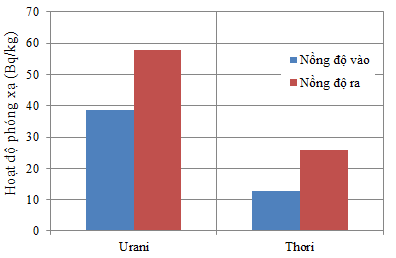 70
60
50
40
30
20
10
0
Hoạt độ phóng xạ (Bq/kg)
Nồng độ vào
Nồng độ ra
Urani Thori